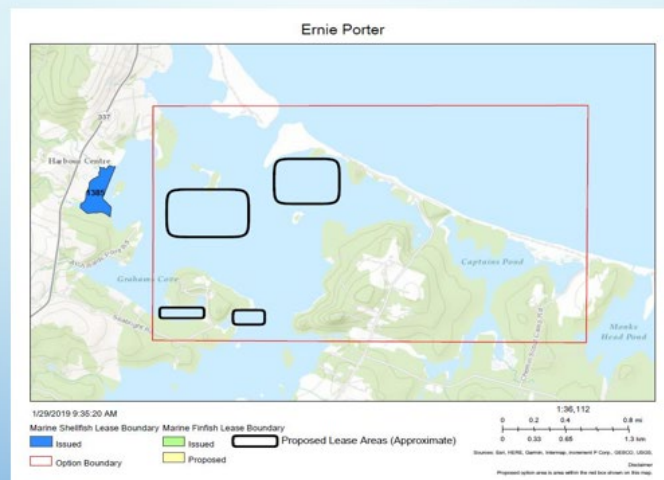 Ernie Porter
337
Harbour Centre
1385
Grahams Cove
Captains Pond
Monks
Head Pond
1/29/2019 9:35:20 AM
Marine Shellfish Lease Boundary
Issued
Option Boundary
Marine Finfish Lease Boundary
Issued
Proposed
Proposed Lease Areas (Approximate)
1:36,112
0 0.2 0.4 0.8 mi
0 0.33 0.65 1.3 km
Sources: Esri, HERE, Garmin, Intermap, increment P Corp., GEBCO, USGS,
Disclaimer
Proposed option area is area within the red box shown on this map.